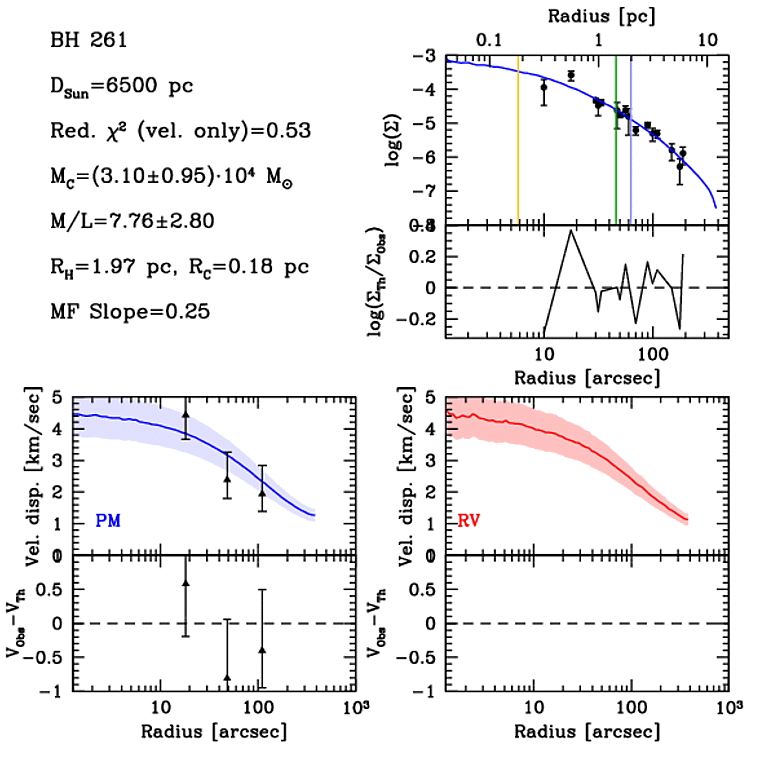 BH 261
D_Sun=6500 pc
Red. χ² (vel. only)=0.53
M_C=(3.10±0.95)·10⁴ M_⊙
M/L=7.76±2.80
R_H=1.97 pc, R_C=0.18 pc
MF Slope=0.25
Radius [pc]
0.1 1 10
log(Σ)
−3
−4
−5
−6
−7
log(Σ_Th/Σ_Obs)
0.2
0
−0.2
10 100
Radius [arcsec]
Vel. disp. [km/sec]
5
4
3
2
1
0
PM
V_Obs−V_Th
0.5
0
−0.5
−1
10 100 10³
Radius [arcsec]
Vel. disp. [km/sec]
5
4
3
2
1
0
RV
V_Obs−V_Th
0.5
0
−0.5
−1
10 100 10³
Radius [arcsec]